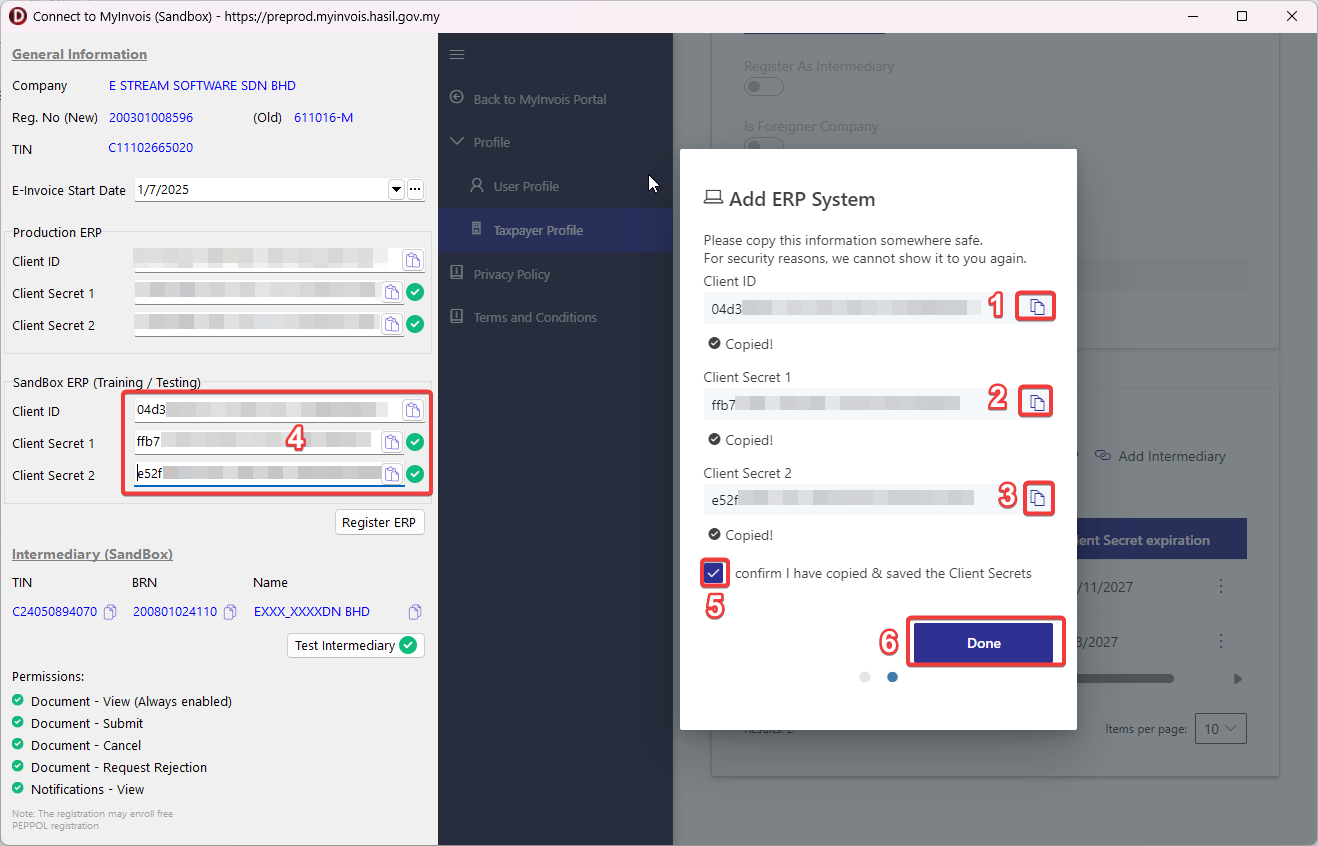 Connect to MyInvois (Sandbox) - https://preprod.myinvois.hasil.gov.my
General Information
Company E STREAM SOFTWARE SDN BHD
Reg. No (New) 200301008596 (Old) 611016-M
TIN C11102665020
E-Invoice Start Date 1/7/2025
Production ERP
Client ID
Client Secret 1
Client Secret 2
SandBox ERP (Training / Testing)
Client ID 04d3
Client Secret 1 ffb7
4
Client Secret 2 e52f
Register ERP
Intermediary (SandBox)
TIN BRN Name
C24050894070 200801024110 EXXX_XXXXDN BHD
Test Intermediary
Permissions:
Document - View (Always enabled)
Document - Submit
Document - Cancel
Document - Request Rejection
Notifications - View
Note: The registration may enroll free
PEPPOL registration
Back to MyInvois Portal
Profile
User Profile
Taxpayer Profile
Privacy Policy
Terms and Conditions
Register As Intermediary
Is Foreigner Company
Add ERP System
Please copy this information somewhere safe.
For security reasons, we cannot show it to you again.
Client ID
04d3 1
Copied!
Client Secret 1
ffb7 2
Copied!
Client Secret 2
e52f 3
Copied!
confirm I have copied & saved the Client Secrets
5
6 Done
Add Intermediary
Secret expiration
/11/2027
/2027
Results: 2
Items per page: 10